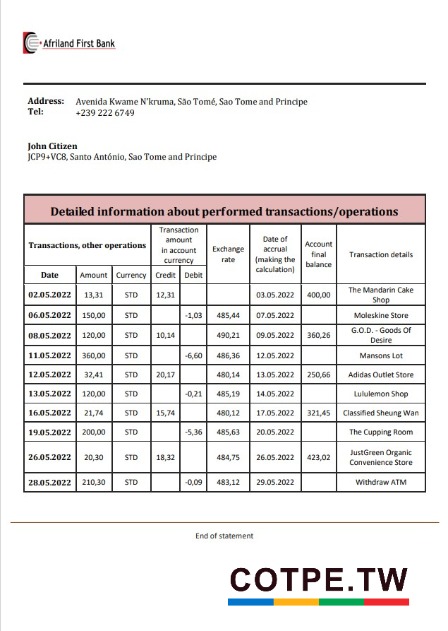 Afriland First Bank
Address: Avenida Kwame N'kruma, São Tomé, Sao Tome and Principe
Tel: +239 222 6749
John Citizen
JCP9+VC8, Santo António, Sao Tome and Principe
Detailed information about performed transactions/operations
Transactions, other operations
Transaction
amount
in account
currency
Exchange
rate
Date of
accrual
(making the
calculation)
Account
final
balance
Transaction details
Date Amount Currency Credit Debit
02.05.2022 13,31 STD 12,31 03.05.2022 400,00 The Mandarin Cake
Shop
06.05.2022 150,00 STD -1,03 485,44 07.05.2022 Moleskine Store
08.05.2022 120,00 STD 10,14 490,21 09.05.2022 360,26 G.O.D. - Goods Of
Desire
11.05.2022 360,00 STD -6,60 486,36 12.05.2022 Mansons Lot
12.05.2022 32,41 STD 20,17 480,14 13.05.2022 250,66 Adidas Outlet Store
13.05.2022 120,00 STD -0,21 485,19 14.05.2022 Lululemon Shop
16.05.2022 21,74 STD 15,74 480,12 17.05.2022 321,45 Classified Sheung Wan
19.05.2022 200,00 STD -5,36 485,63 20.05.2022 The Cupping Room
26.05.2022 20,30 STD 18,32 484,75 26.05.2022 423,02 JustGreen Organic
Convenience Store
28.05.2022 210,30 STD -0,09 483,12 29.05.2022 Withdraw ATM
End of statement
COTPE.TW